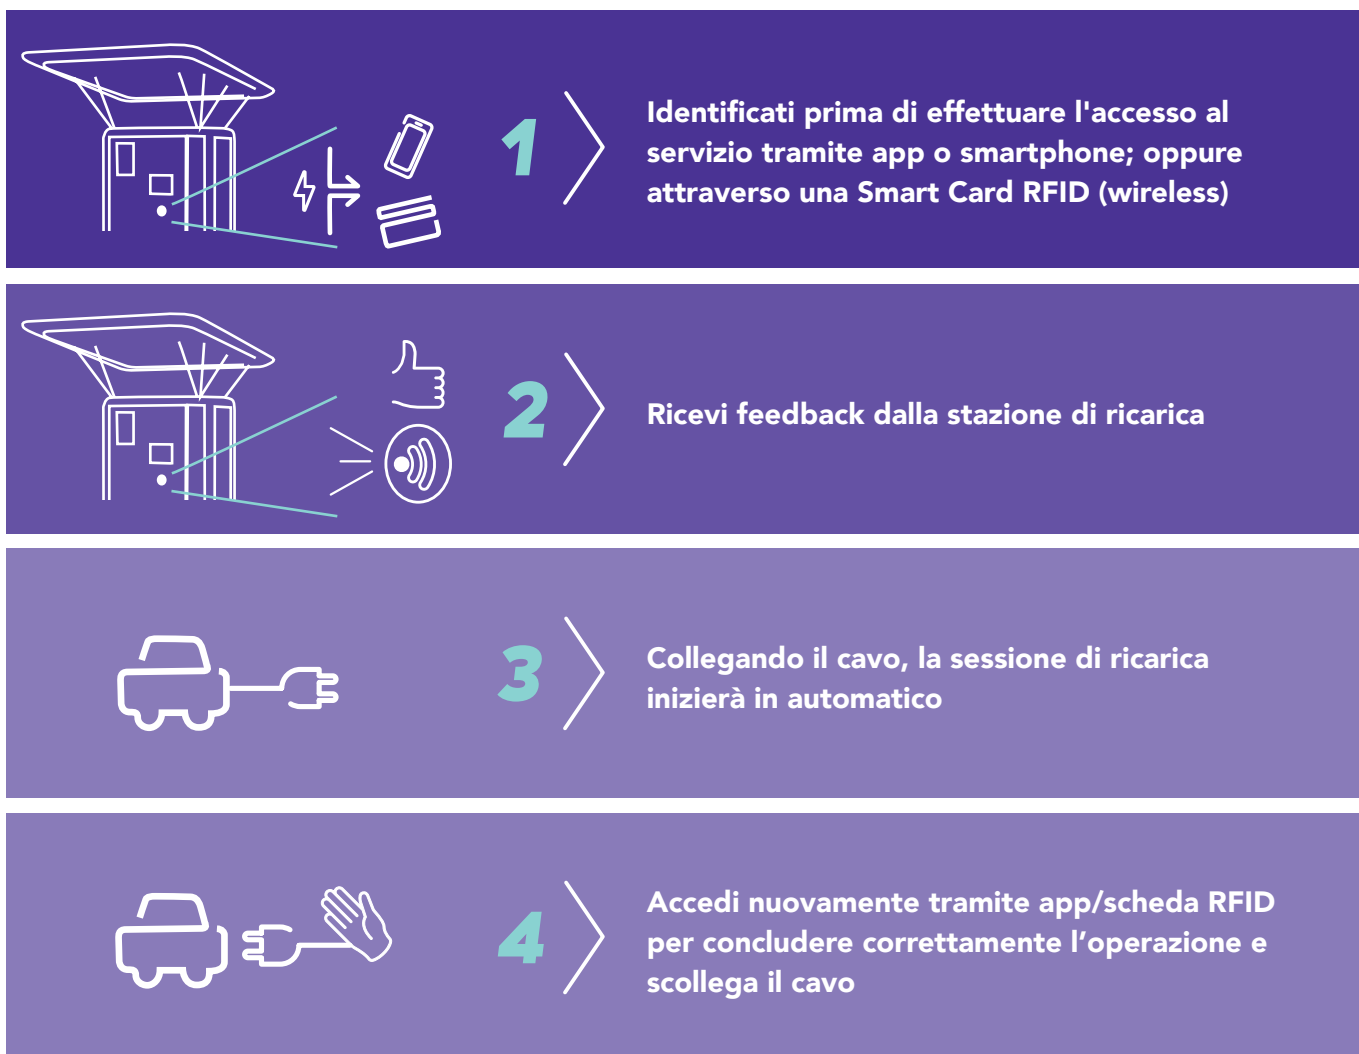 1
Identificati prima di effettuare l'accesso al
servizio tramite app o smartphone; oppure
attraverso una Smart Card RFID (wireless)
2
Ricevi feedback dalla stazione di ricarica
3
Collegando il cavo, la sessione di ricarica
inizierà in automatico
4
Accedi nuovamente tramite app/scheda RFID
per concludere correttamente l’operazione e
scollega il cavo